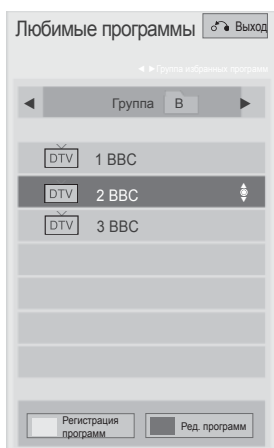 Любимые программы
Выход
◄ ►Группа избранных программ
Группа B
DTV 1 BBC
DTV 2 BBC
DTV 3 BBC
Регистрация
программ
Ред. программ